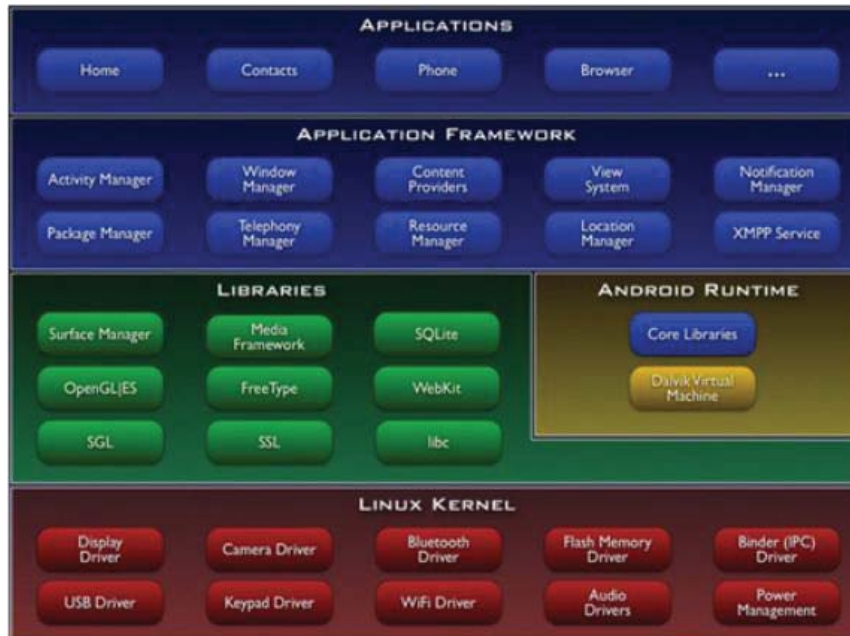 APPLICATIONS
Home
Contacts
Phone
Browser
...
APPLICATION FRAMEWORK
Activity Manager
Window
Manager
Content
Providers
View
System
Notification
Manager
Package Manager
Telephony
Manager
Resource
Manager
Location
Manager
XMPP Service
LIBRARIES
Surface Manager
Media
Framework
SQLite
OpenGL|ES
FreeType
WebKit
SGL
SSL
libc
ANDROID RUNTIME
Core Libraries
Dalvik Virtual
Machine
LINUX KERNEL
Display
Driver
Camera Driver
Bluetooth
Driver
Flash Memory
Driver
Binder (IPC)
Driver
USB Driver
Keypad Driver
WiFi Driver
Audio
Drivers
Power
Management